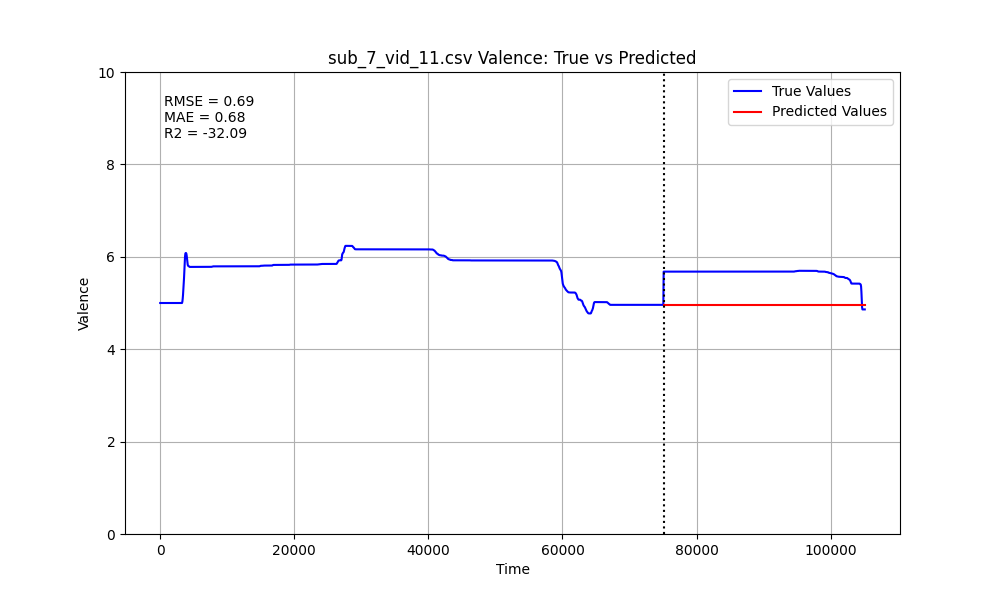 sub_7_vid_11.csv Valence: True vs Predicted
RMSE = 0.69
MAE = 0.68
R2 = -32.09
True Values
Predicted Values
10
8
6
4
2
0
Valence
0 20000 40000 60000 80000 100000
Time